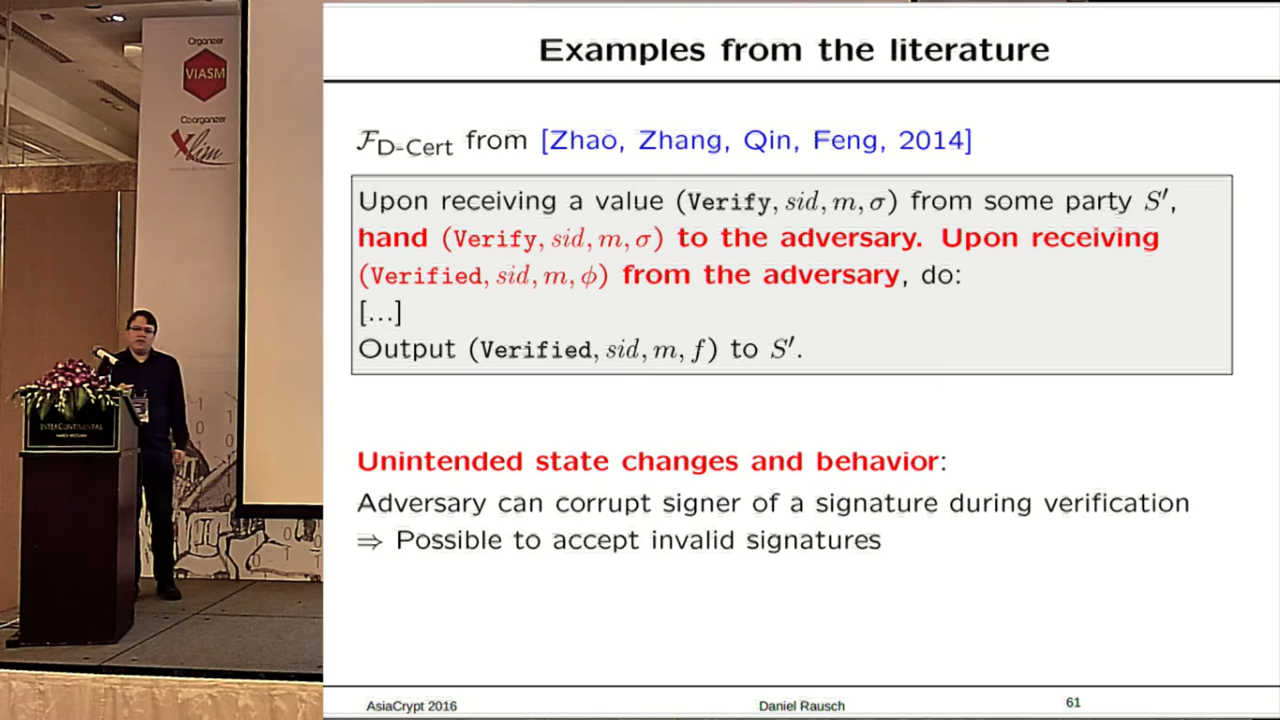 Organizer
VIASM
Co organizer
Xlim
INTERCONTINENTAL
Examples from the literature
ℱD-Cert from [Zhao, Zhang, Qin, Feng, 2014]
Upon receiving a value (Verify, sid, m, σ) from some party S′,
hand (Verify, sid, m, σ) to the adversary. Upon receiving
(Verified, sid, m, ϕ) from the adversary, do:
[...]
Output (Verified, sid, m, f) to S′.
Unintended state changes and behavior:
Adversary can corrupt signer of a signature during verification
⇒ Possible to accept invalid signatures
AsiaCrypt 2016
Daniel Rausch
61